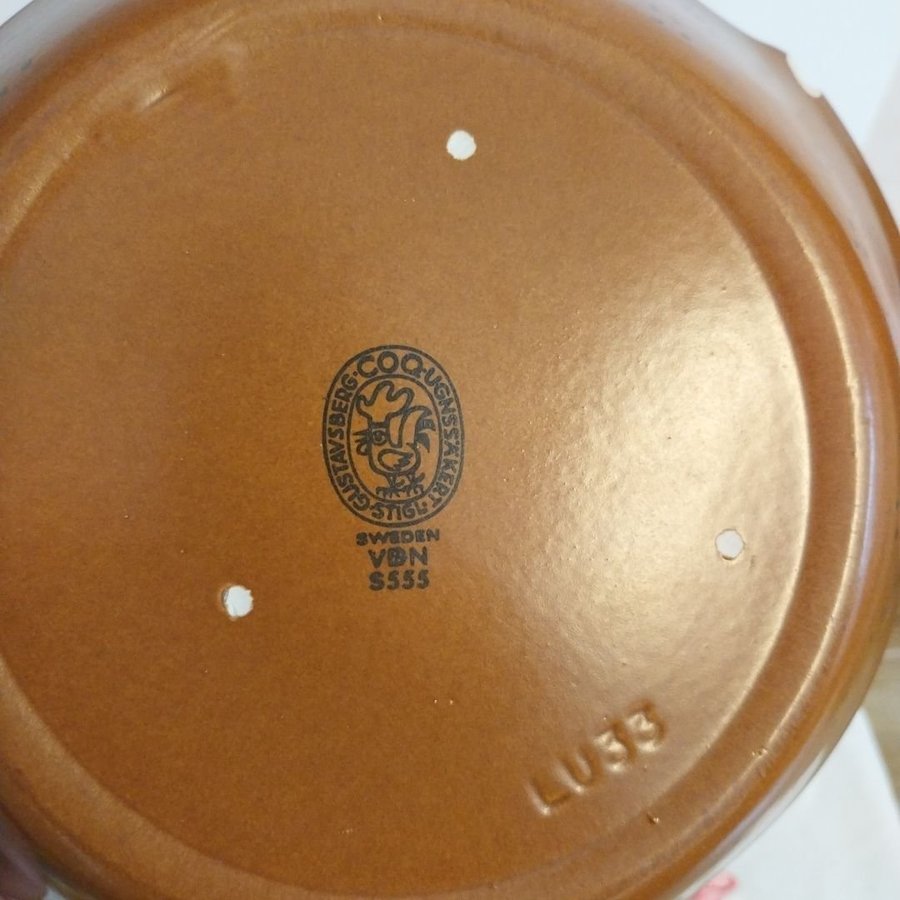 GUSTAVSBERG·COQ·UGNSSÄKERT·STIGL·
SWEDEN
VBN
S555
LU33